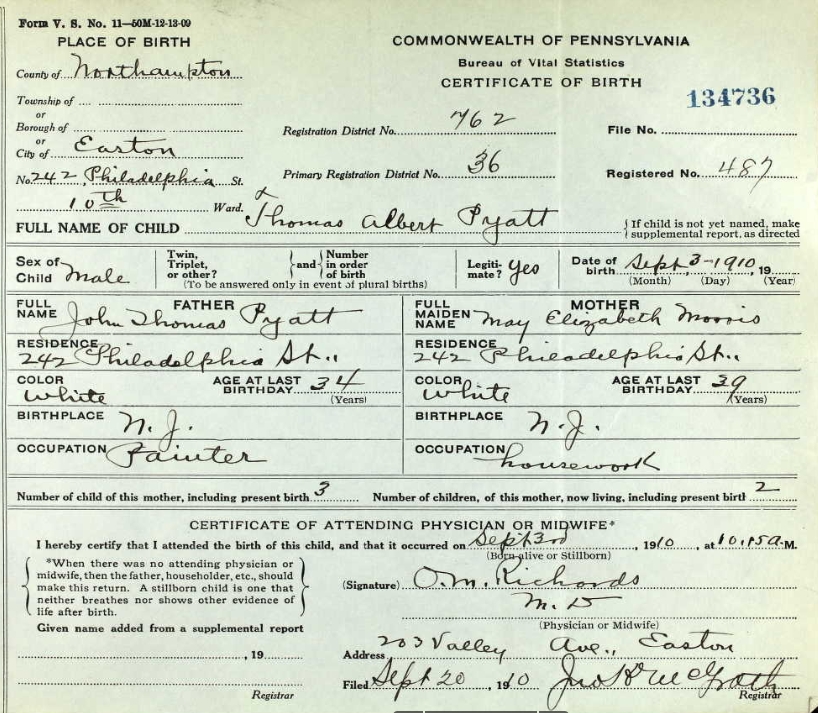 Form V. S. No. 11—50M-12-13-09
PLACE OF BIRTH
COMMONWEALTH OF PENNSYLVANIA
Bureau of Vital Statistics
CERTIFICATE OF BIRTH
134736
County of Northampton
Township of
or
Borough of
or
City of Easton
No. 242 Philadelphia St.
10th Ward.
Registration District No. 762
File No.
Primary Registration District No. 36
Registered No. 487
FULL NAME OF CHILD Thomas Albert Pyatt
If child is not yet named, make supplemental report, as directed
Sex of Child Male
Twin, Triplet, or other?
and
Number in order of birth
(To be answered only in event of plural births)
Legiti- mate? Yes
Date of birth Sept 3-1910, 19
(Month) (Day) (Year)
FATHER
FULL NAME John Thomas Pyatt
MOTHER
FULL MAIDEN NAME May Elizabeth Morris
RESIDENCE 242 Philadelphia St..
RESIDENCE 242 Philadelphia St..
COLOR White
AGE AT LAST BIRTHDAY 34 (Years)
COLOR White
AGE AT LAST BIRTHDAY 39 (Years)
BIRTHPLACE N.J.
BIRTHPLACE N.J.
OCCUPATION Painter
OCCUPATION housework
Number of child of this mother, including present birth 3
Number of children, of this mother, now living, including present birth 2
CERTIFICATE OF ATTENDING PHYSICIAN OR MIDWIFE*
I hereby certify that I attended the birth of this child, and that it occurred on Sept 3rd, 1910, at 10.15 A.M.
(Born alive or Stillborn)
*When there was no attending physician or
midwife, then the father, householder, etc., should
make this return. A stillborn child is one that
neither breathes nor shows other evidence of
life after birth.
(Signature) O. M. Richards
M. D
(Physician or Midwife)
Given name added from a supplemental report
, 19
Registrar
Address 203 Valley Ave., Easton
Filed Sept 20, 1910 Jno H McGrath
Registrar